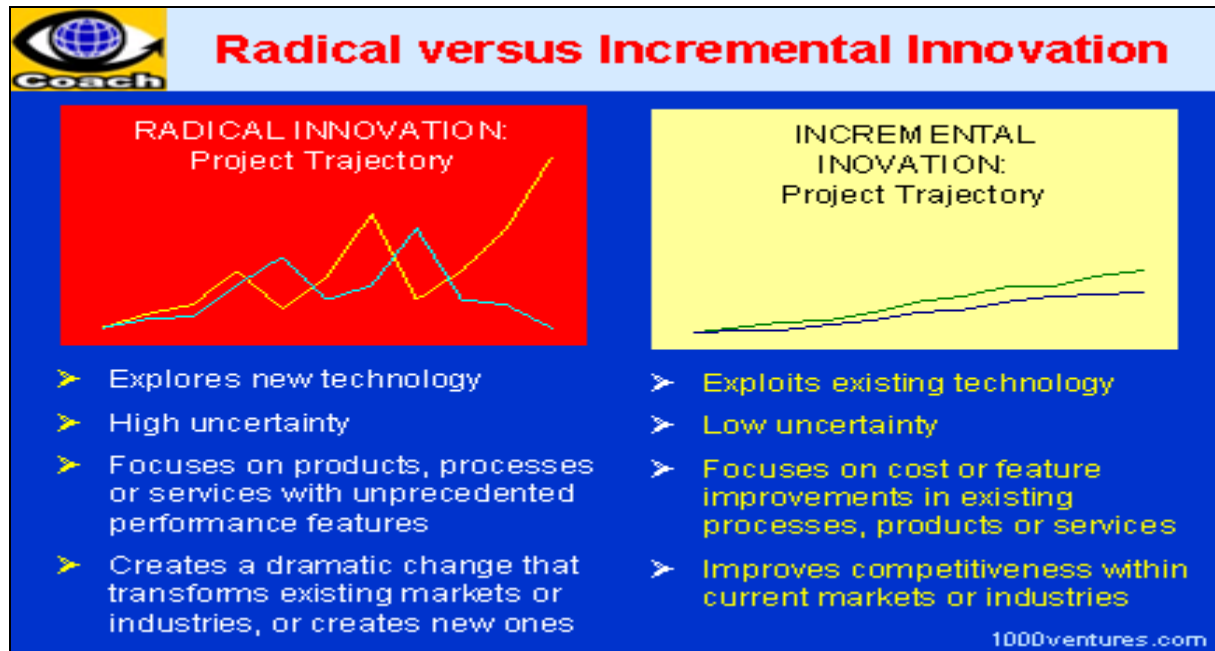 Coach
Radical versus Incremental Innovation
RADICAL INNOVATION:
Project Trajectory
Explores new technology
High uncertainty
Focuses on products, processes
or services with unprecedented
performance features
Creates a dramatic change that
transforms existing markets or
industries, or creates new ones
INCREMENTAL
INOVATION:
Project Trajectory
Exploits existing technology
Low uncertainty
Focuses on cost or feature
improvements in existing
processes, products or services
Improves competitiveness within
current markets or industries
1000ventures.com